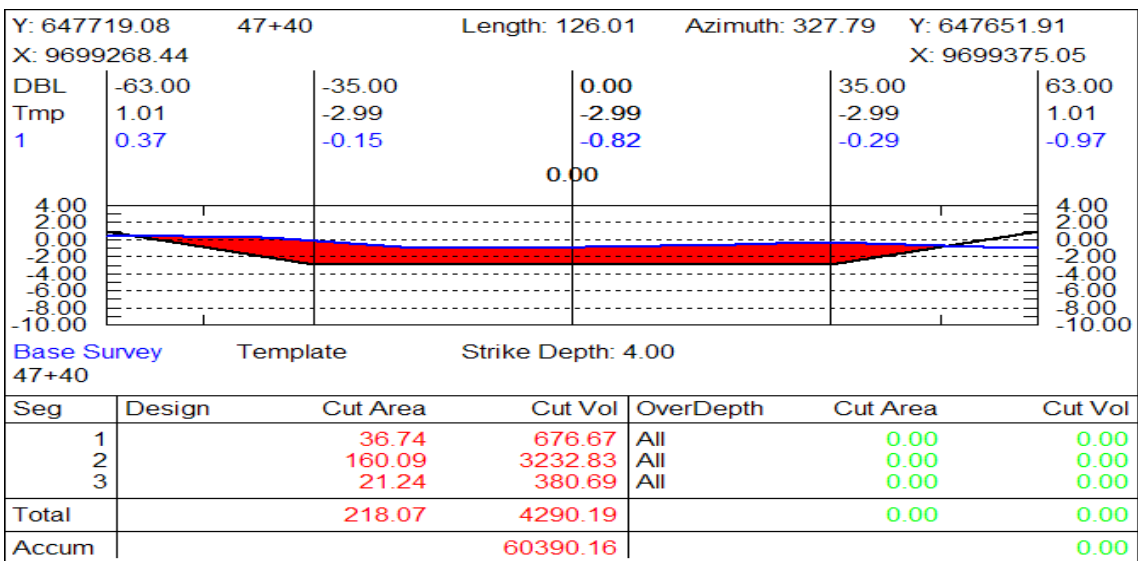 Y: 647719.08 47+40 Length: 126.01 Azimuth: 327.79 Y: 647651.91
X: 9699268.44 X: 9699375.05
DBL -63.00 -35.00 0.00 35.00 63.00
Tmp 1.01 -2.99 -2.99 -2.99 1.01
1 0.37 -0.15 -0.82 -0.29 -0.97
0.00
4.00 4.00
2.00 2.00
0.00 0.00
-2.00 -2.00
-4.00 -4.00
-6.00 -6.00
-8.00 -8.00
-10.00 -10.00
Base Survey Template Strike Depth: 4.00
47+40
Seg Design Cut Area Cut Vol OverDepth Cut Area Cut Vol
1 36.74 676.67 All 0.00 0.00
2 160.09 3232.83 All 0.00 0.00
3 21.24 380.69 All 0.00 0.00
Total 218.07 4290.19 0.00 0.00
Accum 60390.16 0.00